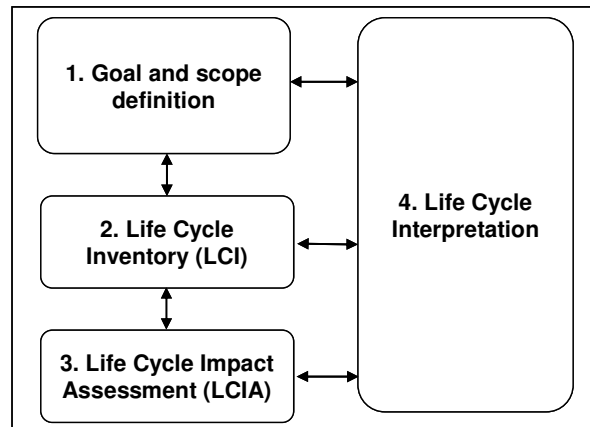 1. Goal and scope
definition
2. Life Cycle
Inventory (LCI)
3. Life Cycle Impact
Assessment (LCIA)
4. Life Cycle
Interpretation